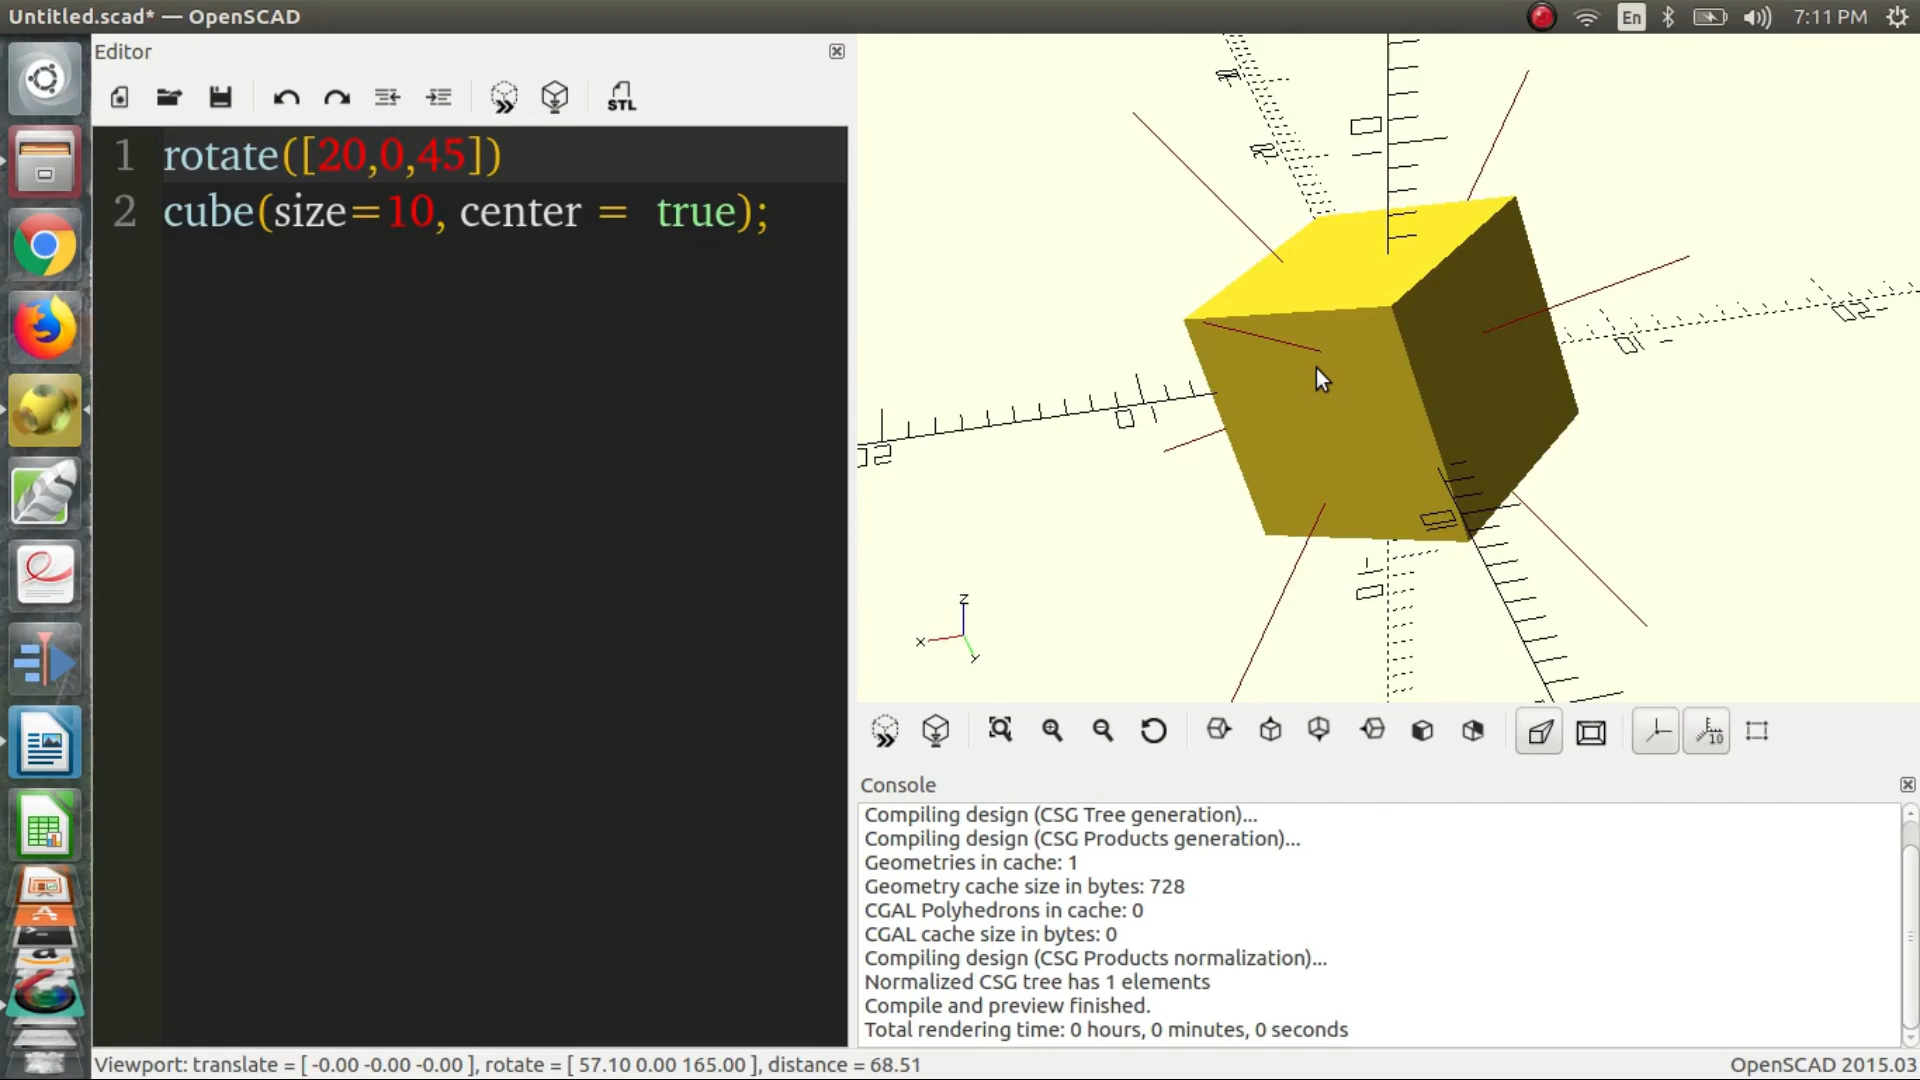 Untitled.scad* — OpenSCAD
En
7:11 PM
Editor
STL
1 rotate([20,0,45])
2 cube(size=10, center =  true);
z
x
y
10
Console
Compiling design (CSG Tree generation)...
Compiling design (CSG Products generation)...
Geometries in cache: 1
Geometry cache size in bytes: 728
CGAL Polyhedrons in cache: 0
CGAL cache size in bytes: 0
Compiling design (CSG Products normalization)...
Normalized CSG tree has 1 elements
Compile and preview finished.
Total rendering time: 0 hours, 0 minutes, 0 seconds
Viewport: translate = [ -0.00 -0.00 -0.00 ], rotate = [ 57.10 0.00 165.00 ], distance = 68.51
OpenSCAD 2015.03